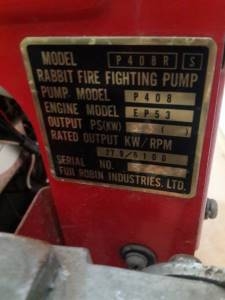 MODEL P408R S
RABBIT FIRE FIGHTING PUMP
PUMP MODEL P408
ENGINE MODEL EP53
OUTPUT PS(KW)
RATED OUTPUT KW/RPM
SERIAL NO.
FUJI ROBIN INDUSTRIES. LTD.